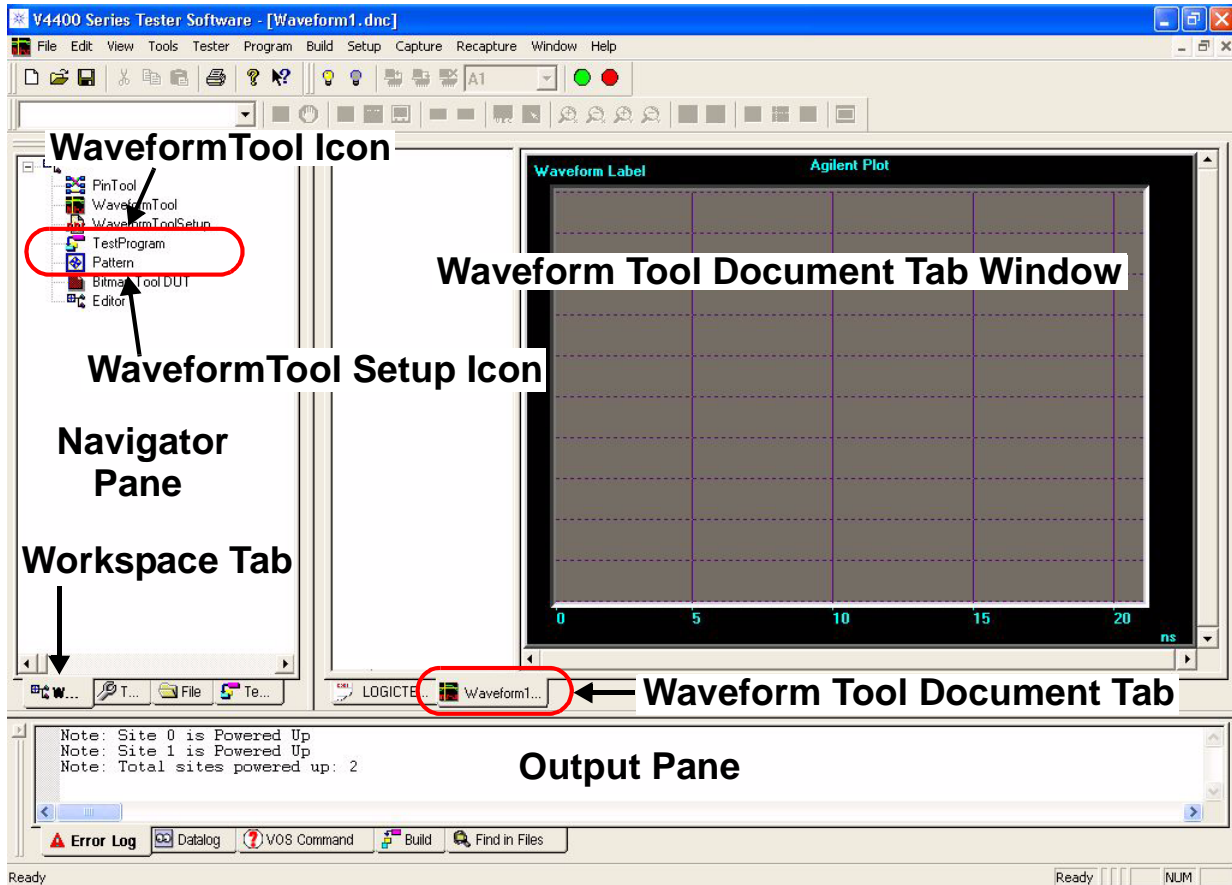 V4400 Series Tester Software - [Waveform1.dnc]
File Edit View Tools Tester Program Build Setup Capture Recapture Window Help
A1
WaveformTool Icon
PinTool
WaveformTool
WaveformToolSetup
TestProgram
Pattern
Bitmap Tool DUT
Editor
WaveformTool Setup Icon
Navigator
Pane
Workspace Tab
W... T... File Te...
Waveform Label Agilent Plot
Waveform Tool Document Tab Window
0 5 10 15 20
ns
LOGICTE... Waveform1...
Waveform Tool Document Tab
Note: Site 0 is Powered Up
Note: Site 1 is Powered Up
Note: Total sites powered up: 2
Output Pane
Error Log Datalog VOS Command Build Find in Files
Ready Ready NUM